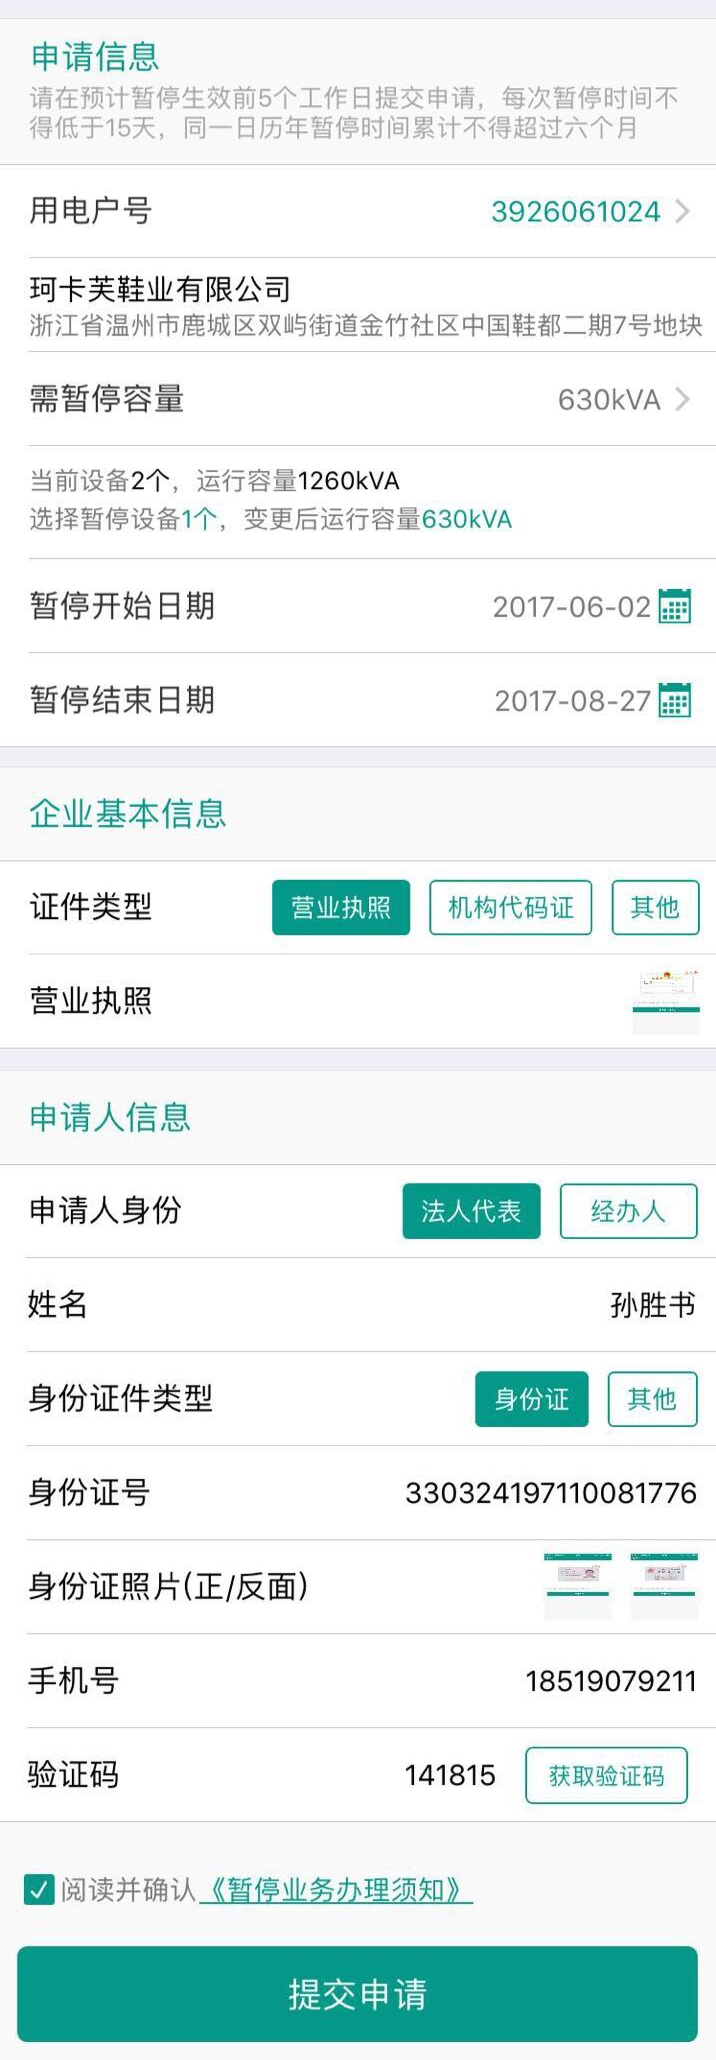 申请信息
请在预计暂停生效前5个工作日提交申请，每次暂停时间不
得低于15天，同一日历年暂停时间累计不得超过六个月
用电户号 3926061024
珂卡芙鞋业有限公司
浙江省温州市鹿城区双屿街道金竹社区中国鞋都二期7号地块
需暂停容量 630kVA
当前设备2个，运行容量1260kVA
选择暂停设备1个，变更后运行容量630kVA
暂停开始日期 2017-06-02
暂停结束日期 2017-08-27
企业基本信息
证件类型 营业执照 机构代码证 其他
营业执照
申请人信息
申请人身份 法人代表 经办人
姓名 孙胜书
身份证件类型 身份证 其他
身份证号 330324197110081776
身份证照片(正/反面)
手机号 18519079211
验证码 141815 获取验证码
阅读并确认《暂停业务办理须知》
提交申请